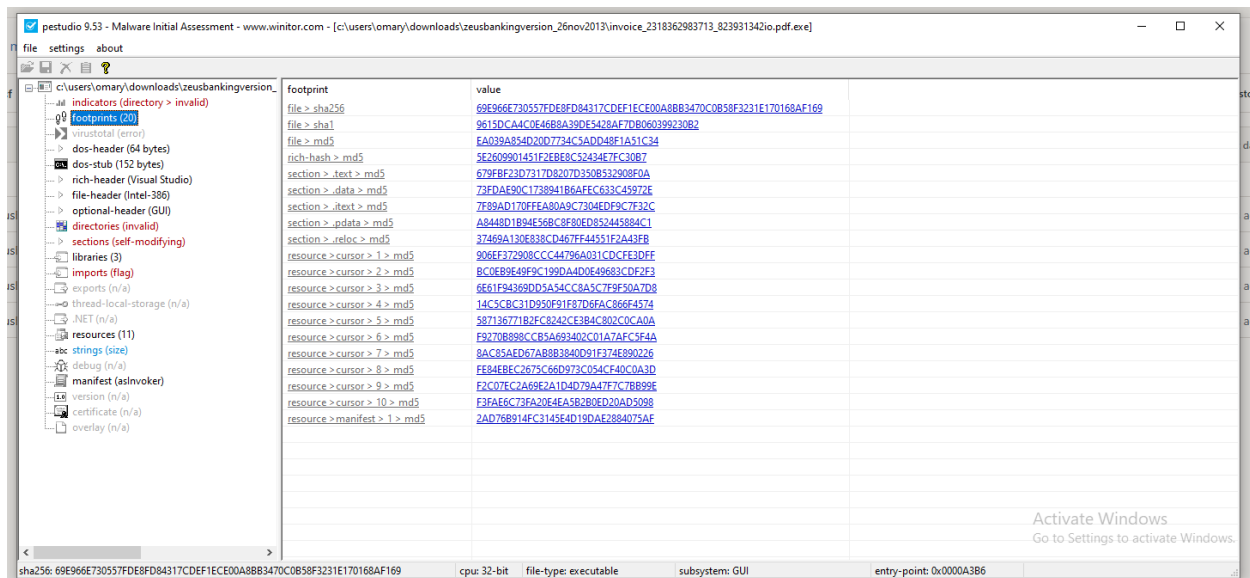 pestudio 9.53 - Malware Initial Assessment - www.winitor.com - [c:\users\omary\downloads\zeusbankingversion_26nov2013\invoice_2318362983713_823931342io.pdf.exe]
file settings about
c:\users\omary\downloads\zeusbankingversion_
indicators (directory > invalid)
footprints (20)
virustotal (error)
dos-header (64 bytes)
dos-stub (152 bytes)
rich-header (Visual Studio)
file-header (Intel-386)
optional-header (GUI)
directories (invalid)
sections (self-modifying)
libraries (3)
imports (flag)
exports (n/a)
thread-local-storage (n/a)
.NET (n/a)
resources (11)
abc strings (size)
debug (n/a)
manifest (asInvoker)
version (n/a)
certificate (n/a)
overlay (n/a)
footprint value
file > sha256 69E966E730557FDE8FD84317CDEF1ECE00A8BB3470C0B58F3231E170168AF169
file > sha1 9615DCA4C0E46B8A39DE5428AF7DB060399230B2
file > md5 EA039A854D20D7734C5ADD48F1A51C34
rich-hash > md5 5E2609901451F2EBE8C52434E7FC30B7
section > .text > md5 679FBF23D7317D8207D350B532908F0A
section > .data > md5 73FDAE90C1738941B6AFEC633C45972E
section > .itext > md5 7F89AD170FFEA80A9C7304EDF9C7F32C
section > .pdata > md5 A8448D1B94E56BC8F80ED852445884C1
section > .reloc > md5 37469A130E838CD467FF44551F2A43FB
resource > cursor > 1 > md5 906EF372908CCC44796A031CDCFE3DFF
resource > cursor > 2 > md5 BC0EB9E49F9C199DA4D0E49683CDF2F3
resource > cursor > 3 > md5 6E61F94369DD5A54CC8A5C7F9F50A7D8
resource > cursor > 4 > md5 14C5CBC31D950F91F87D6FAC866F4574
resource > cursor > 5 > md5 587136771B2FC8242CE3B4C802C0CA0A
resource > cursor > 6 > md5 F9270B898CCB5A693402C01A7AFC5F4A
resource > cursor > 7 > md5 8AC85AED67AB8B3840D91F374E890226
resource > cursor > 8 > md5 FE84EBEC2675C66D973C054CF40C0A3D
resource > cursor > 9 > md5 F2C07EC2A69E2A1D4D79A47F7C7BB99E
resource > cursor > 10 > md5 F3FAE6C73FA20E4EA5B2B0ED20AD5098
resource > manifest > 1 > md5 2AD76B914FC3145E4D19DAE2884075AF
Activate Windows
Go to Settings to activate Windows.
sha256: 69E966E730557FDE8FD84317CDEF1ECE00A8BB3470C0B58F3231E170168AF169 cpu: 32-bit file-type: executable subsystem: GUI entry-point: 0x0000A3B6